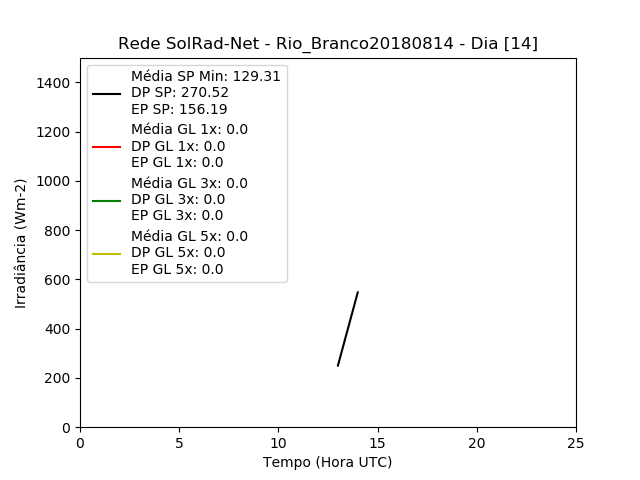 Rede SolRad-Net - Rio_Branco20180814 - Dia [14]
Média SP Min: 129.31
DP SP: 270.52
EP SP: 156.19
Média GL 1x: 0.0
DP GL 1x: 0.0
EP GL 1x: 0.0
Média GL 3x: 0.0
DP GL 3x: 0.0
EP GL 3x: 0.0
Média GL 5x: 0.0
DP GL 5x: 0.0
EP GL 5x: 0.0
1400
1200
1000
800
600
400
200
0
Irradiância (Wm-2)
0 5 10 15 20 25
Tempo (Hora UTC)